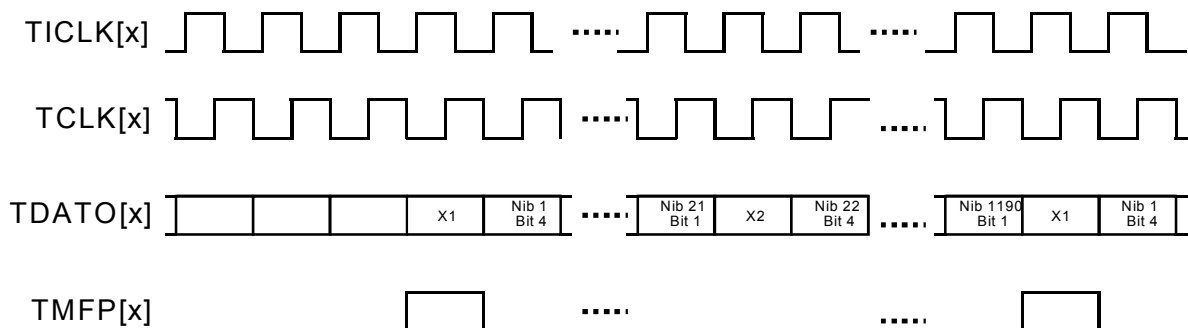 TICLK[x]
TCLK[x]
TDATO[x]
X1
Nib 1
Bit 4
Nib 21
Bit 1
X2
Nib 22
Bit 4
Nib 1190
Bit 1
X1
Nib 1
Bit 4
TMFP[x]